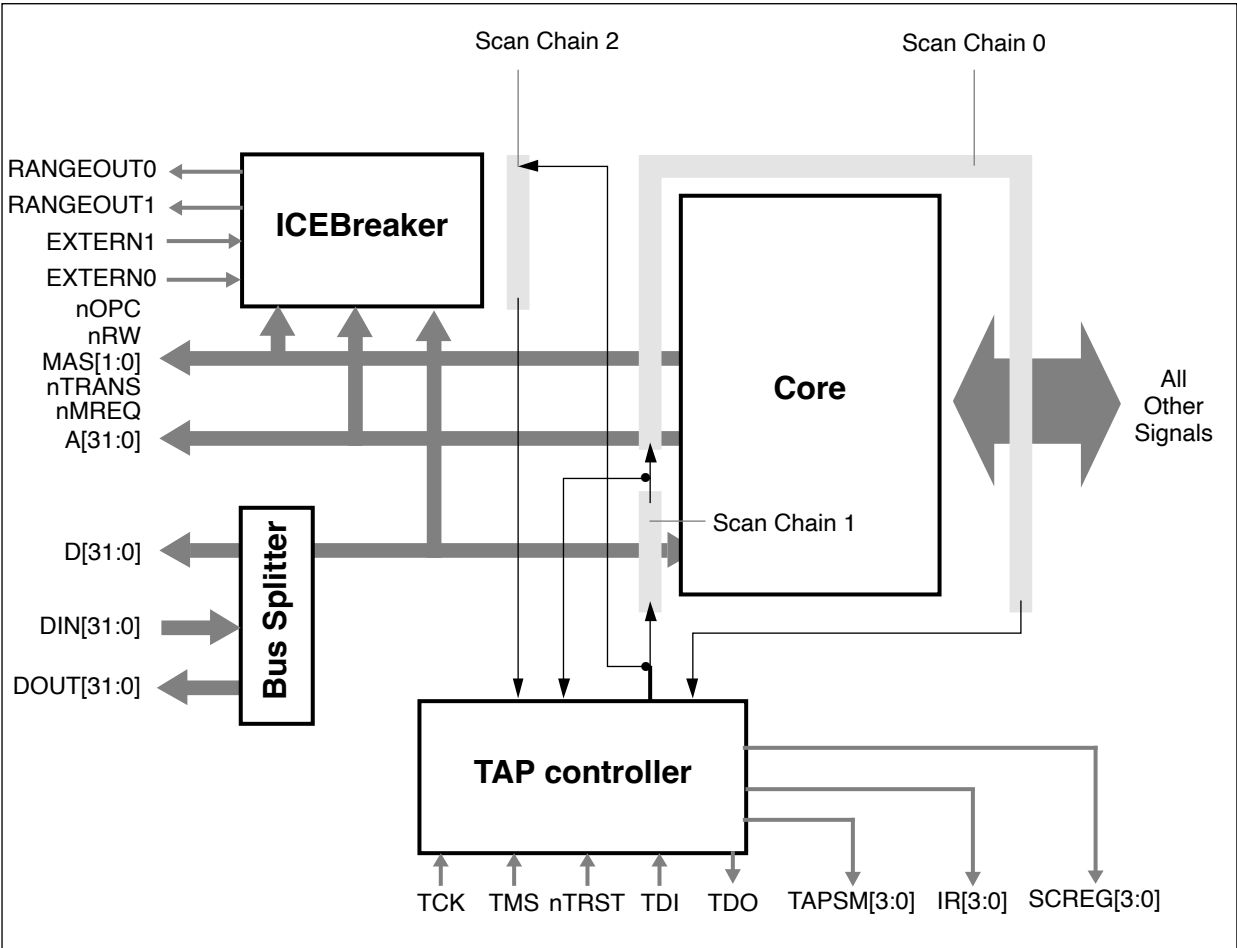 Scan Chain 2
Scan Chain 0
RANGEOUT0
RANGEOUT1
EXTERN1
EXTERN0
nOPC
nRW
MAS[1:0]
nTRANS
nMREQ
A[31:0]
ICEBreaker
Core
All
Other
Signals
Scan Chain 1
D[31:0]
DIN[31:0]
DOUT[31:0]
Bus Splitter
TAP controller
TCK
TMS
nTRST
TDI
TDO
TAPSM[3:0]
IR[3:0]
SCREG[3:0]